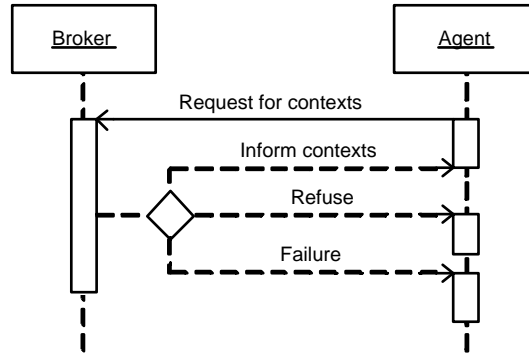 Broker
Agent
Request for contexts
Inform contexts
Refuse
Failure